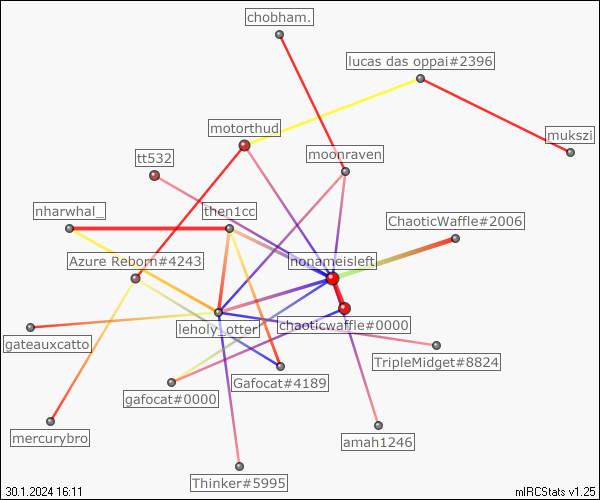 chobham.
lucas das oppai#2396
motorthud
mukszi
tt532
moonraven
nharwhal_
then1cc
ChaoticWaffle#2006
Azure Reborn#4243
nonameisleft
leholy_otter
chaoticwaffle#0000
gateauxcatto
TripleMidget#8824
gafocat#0000
Gafocat#4189
mercurybro
amah1246
Thinker#5995
30.1.2024 16:11
mIRCStats v1.25